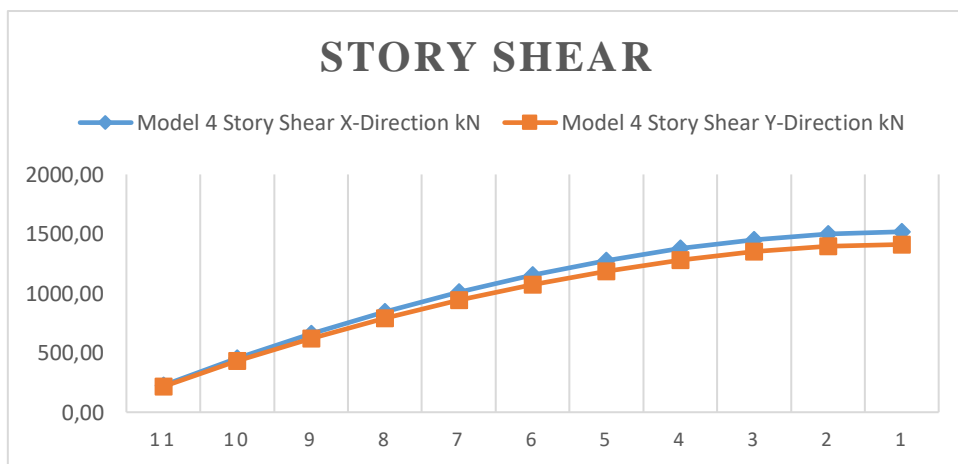 STORY SHEAR
Model 4 Story Shear X-Direction kN Model 4 Story Shear Y-Direction kN
2000,00
1500,00
1000,00
500,00
0,00
11 10 9 8 7 6 5 4 3 2 1